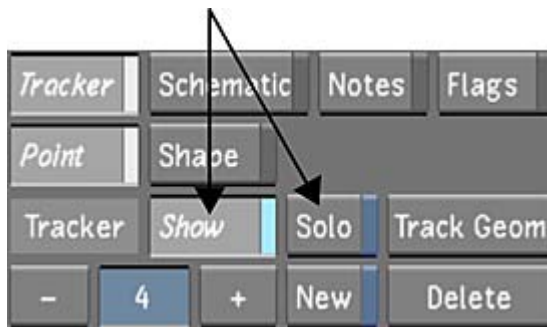 Tracker Schematic Notes Flags
Point Shape
Tracker Show Solo Track Geom
- 4 + New Delete